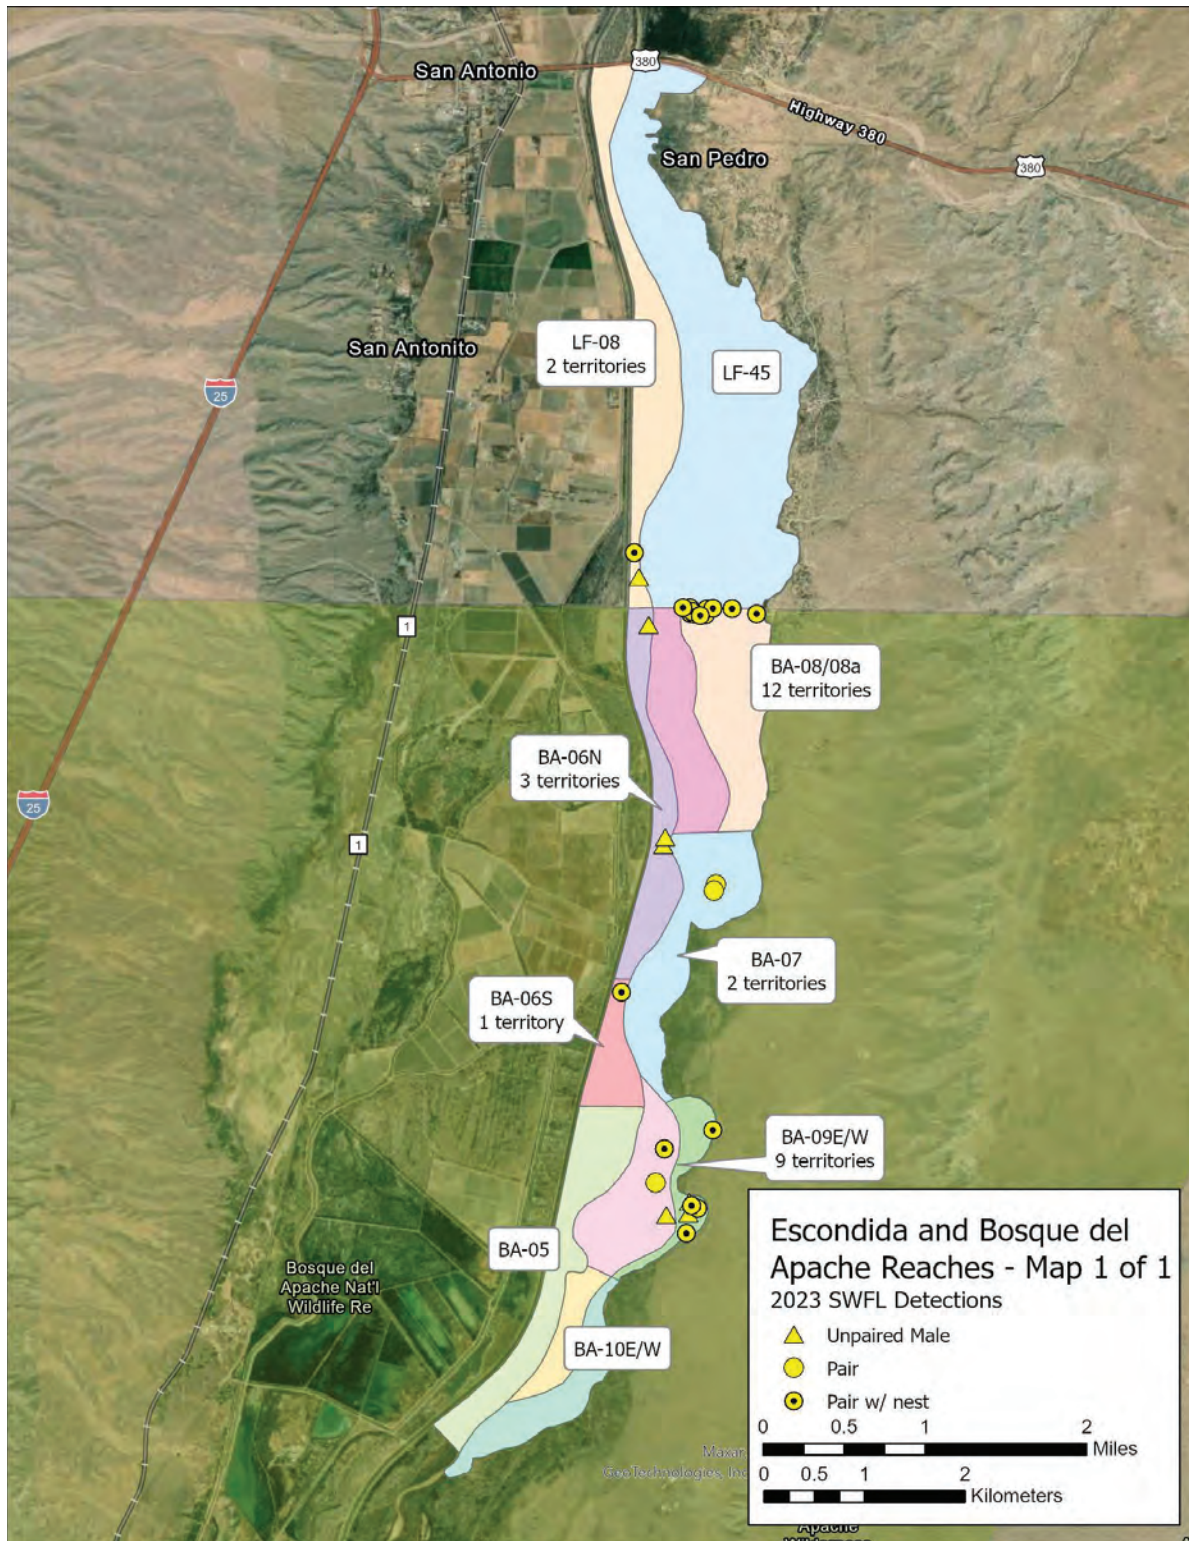 San Antonio
380
Highway 380
San Pedro
380
LF-08
2 territories
San Antonito
LF-45
25
1
BA-08/08a
12 territories
BA-06N
3 territories
25
1
BA-07
2 territories
BA-06S
1 territory
BA-09E/W
9 territories
BA-05
Bosque del
Apache Nat'l
Wildlife Re
BA-10E/W
Escondida and Bosque del
Apache Reaches - Map 1 of 1
2023 SWFL Detections
Unpaired Male
Pair
Pair w/ nest
0 0.5 1 2
Miles
0 0.5 1 2
Kilometers
Maxar
GeoTechnologies, Inc
Apache